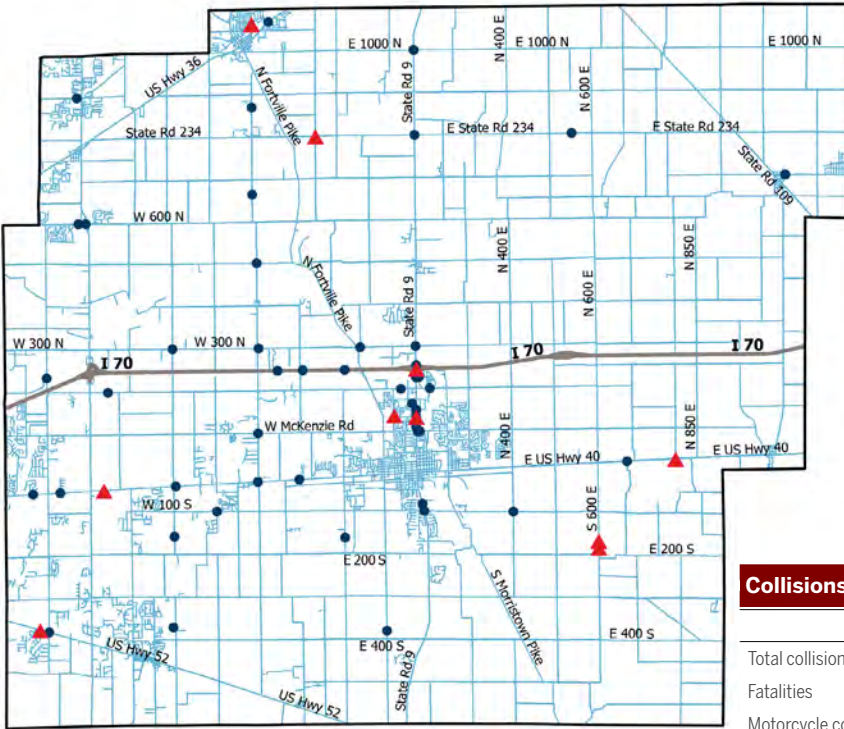 E 1000 N
N 400 E
E 1000 N
E 1000 N
US Hwy 36
N Fortville Pike
State Rd 9
N 600 E
State Rd 234
E State Rd 234
E State Rd 234
State Rd 109
W 600 N
N Fortville Pike
State Rd 9
N 400 E
N 600 E
N 850 E
W 300 N
W 300 N
I 70
I 70
I 70
W McKenzie Rd
N 400 E
N 850 E
E US Hwy 40
E US Hwy 40
W 100 S
S 600 E
E 200 S
E 200 S
S Morristown Pike
Collisions
E 400 S
E 400 S
US Hwy 52
State Rd 9
US Hwy 52
Total collision
Fatalities
Motorcycle co